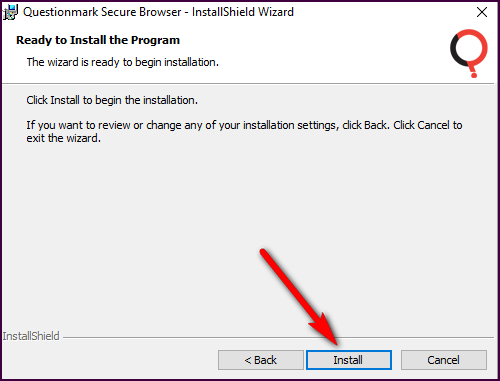 Questionmark Secure Browser - InstallShield Wizard
Ready to Install the Program
The wizard is ready to begin installation.
Click Install to begin the installation.
If you want to review or change any of your installation settings, click Back. Click Cancel to
exit the wizard.
InstallShield
< Back
Install
Cancel